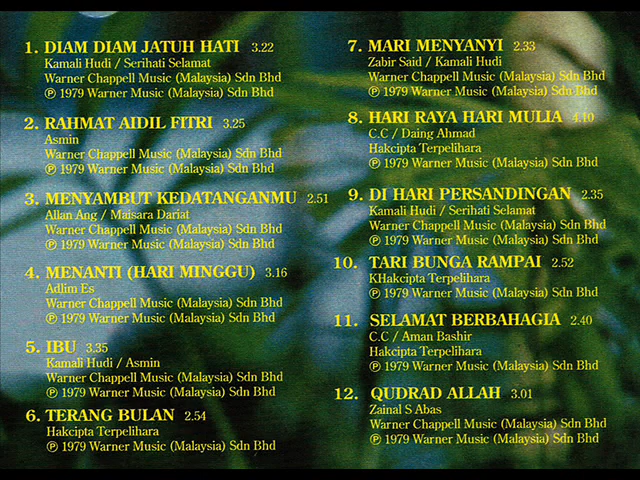 1. DIAM DIAM JATUH HATI 3.22
Kamali Hudi / Serihati Selamat
Warner Chappell Music (Malaysia) Sdn Bhd
℗ 1979 Warner Music (Malaysia) Sdn Bhd
2. RAHMAT AIDIL FITRI 3.25
Asmin
Warner Chappell Music (Malaysia) Sdn Bhd
℗ 1979 Warner Music (Malaysia) Sdn Bhd
3. MENYAMBUT KEDATANGANMU 2.51
Allan Ang / Maisara Dariat
Warner Chappell Music (Malaysia) Sdn Bhd
℗ 1979 Warner Music (Malaysia) Sdn Bhd
4. MENANTI (HARI MINGGU) 3.16
Adlim Es
Warner Chappell Music (Malaysia) Sdn Bhd
℗ 1979 Warner Music (Malaysia) Sdn Bhd
5. IBU 3.35
Kamali Hudi / Asmin
Warner Chappell Music (Malaysia) Sdn Bhd
℗ 1979 Warner Music (Malaysia) Sdn Bhd
6. TERANG BULAN 2.54
Hakcipta Terpelihara
℗ 1979 Warner Music (Malaysia) Sdn Bhd
7. MARI MENYANYI 2.33
Zabir Said / Kamali Hudi
Warner Chappell Music (Malaysia) Sdn Bhd
℗ 1979 Warner Music (Malaysia) Sdn Bhd
8. HARI RAYA HARI MULIA 4.10
C.C / Daing Ahmad
Hakcipta Terpelihara
℗ 1979 Warner Music (Malaysia) Sdn Bhd
9. DI HARI PERSANDINGAN 2.35
Kamali Hudi / Serihati Selamat
Warner Chappell Music (Malaysia) Sdn Bhd
℗ 1979 Warner Music (Malaysia) Sdn Bhd
10. TARI BUNGA RAMPAI 2.52
KHakcipta Terpelihara
℗ 1979 Warner Music (Malaysia) Sdn Bhd
11. SELAMAT BERBAHAGIA 2.40
C.C / Aman Bashir
Hakcipta Terpelihara
℗ 1979 Warner Music (Malaysia) Sdn Bhd
12. QUDRAD ALLAH 3.01
Zainal S Abas
Warner Chappell Music (Malaysia) Sdn Bhd
℗ 1979 Warner Music (Malaysia) Sdn Bhd